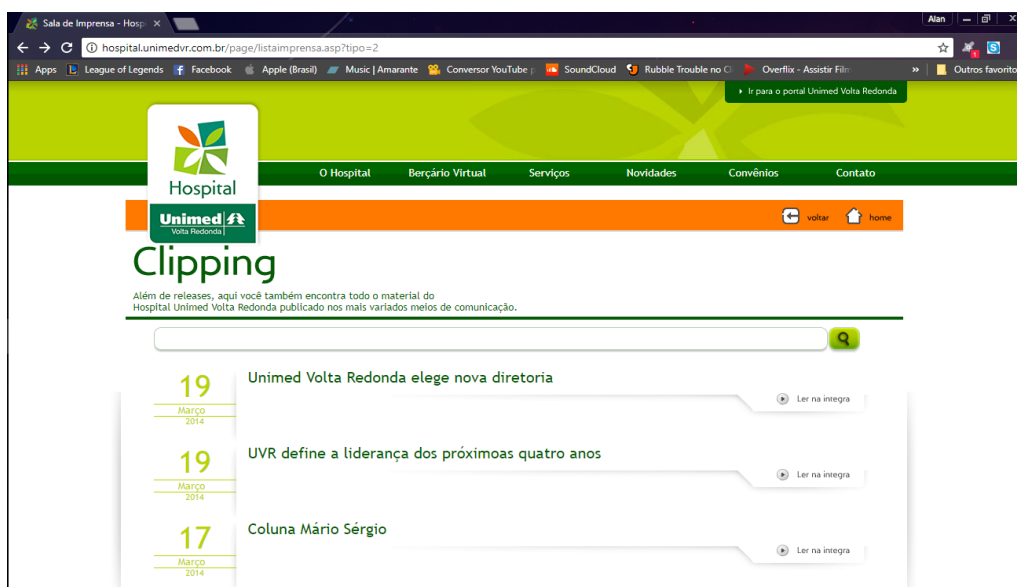 Sala de Imprensa - Hosp
Alan
hospital.unimedvr.com.br/page/listaimprensa.asp?tipo=2
Apps League of Legends Facebook Apple (Brasil) Music | Amarante Conversor YouTube p SoundCloud Rubble Trouble no Cl Overflix - Assistir Film » Outros favorito
Ir para o portal Unimed Volta Redonda
O Hospital Berçário Virtual Serviços Novidades Convênios Contato
Hospital
Unimed
Volta Redonda
voltar home
Clipping
Além de releases, aqui você também encontra todo o material do
Hospital Unimed Volta Redonda publicado nos mais variados meios de comunicação.
19
Março
2014
Unimed Volta Redonda elege nova diretoria
Ler na integra
19
Março
2014
UVR define a liderança dos próximoas quatro anos
Ler na integra
17
Março
2014
Coluna Mário Sérgio
Ler na integra